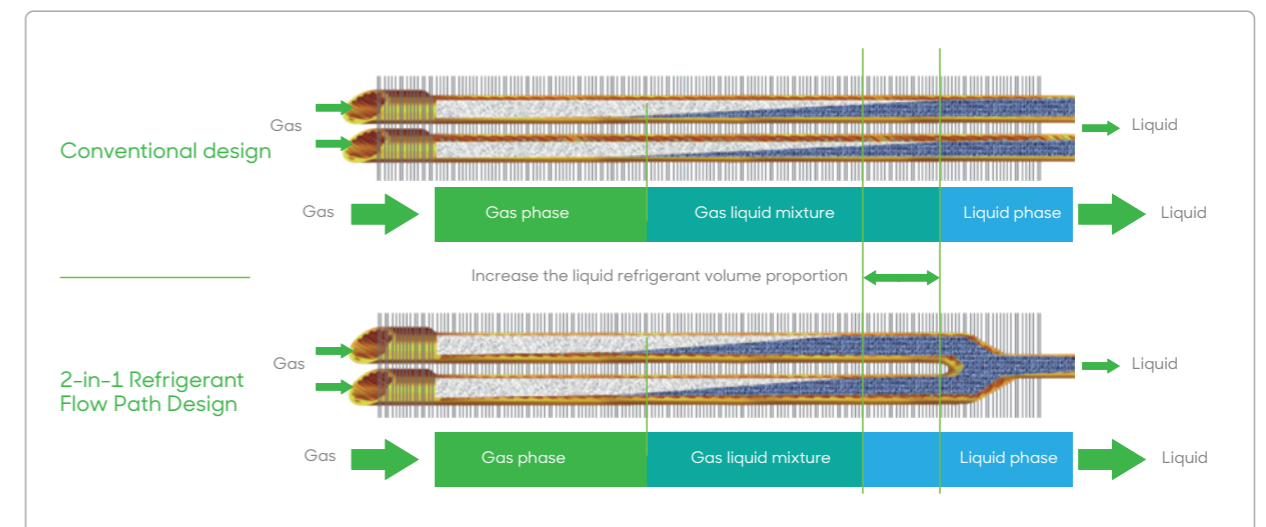 Gas
Liquid
Conventional design
Gas
Gas phase
Gas liquid mixture
Liquid phase
Liquid
Increase the liquid refrigerant volume proportion
Gas
Liquid
2-in-1 Refrigerant
Flow Path Design
Gas
Gas phase
Gas liquid mixture
Liquid phase
Liquid